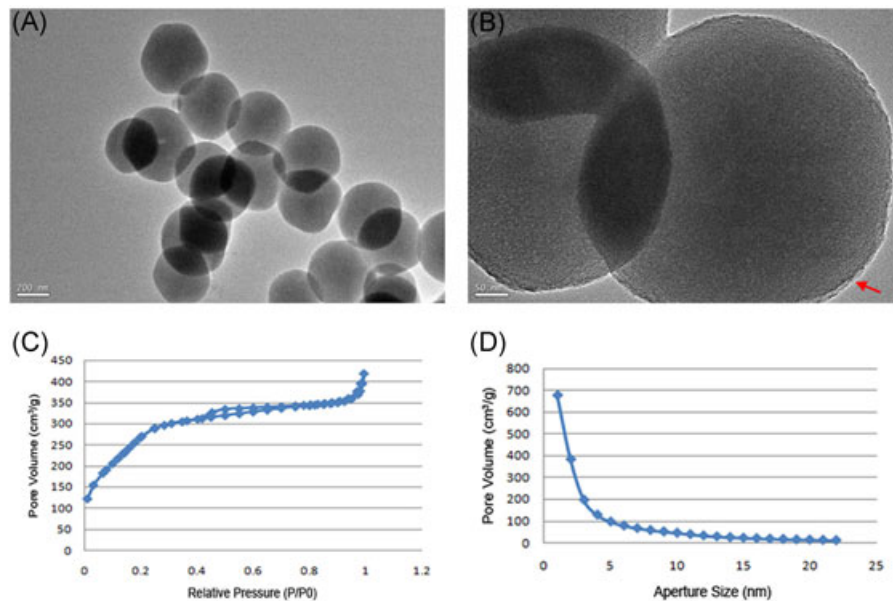 (A)
200 nm
(B)
50 nm
(C)
Pore Volume (cm³/g)
450
400
350
300
250
200
150
100
50
0
0 0.2 0.4 0.6 0.8 1 1.2
Relative Pressure (P/P0)
(D)
Pore Volume (cm³/g)
800
700
600
500
400
300
200
100
0
0 5 10 15 20 25
Aperture Size (nm)